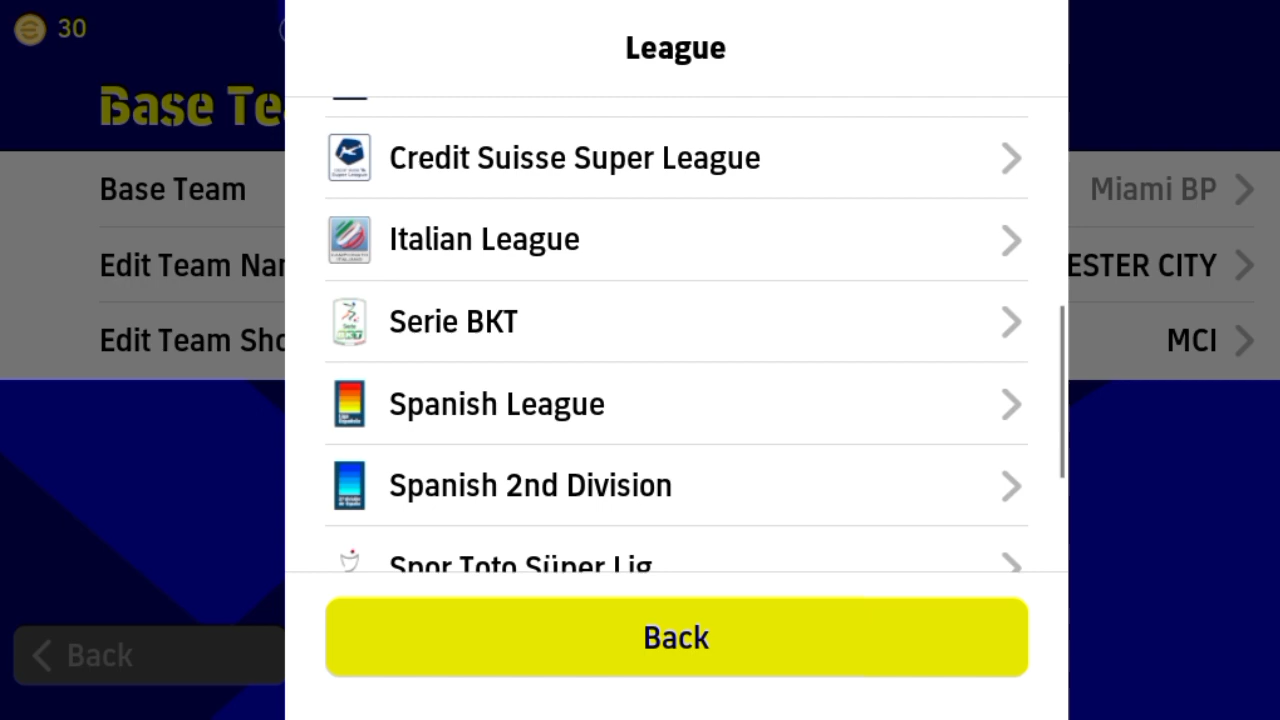 30
League
Base Te
Credit Suisse Super League
Base Team
Miami BP
Italian League
Edit Team Nar
ESTER CITY
Serie BKT
Edit Team Sho
MCI
Spanish League
Spanish 2nd Division
Spor Toto Süper Lig
Back
Back